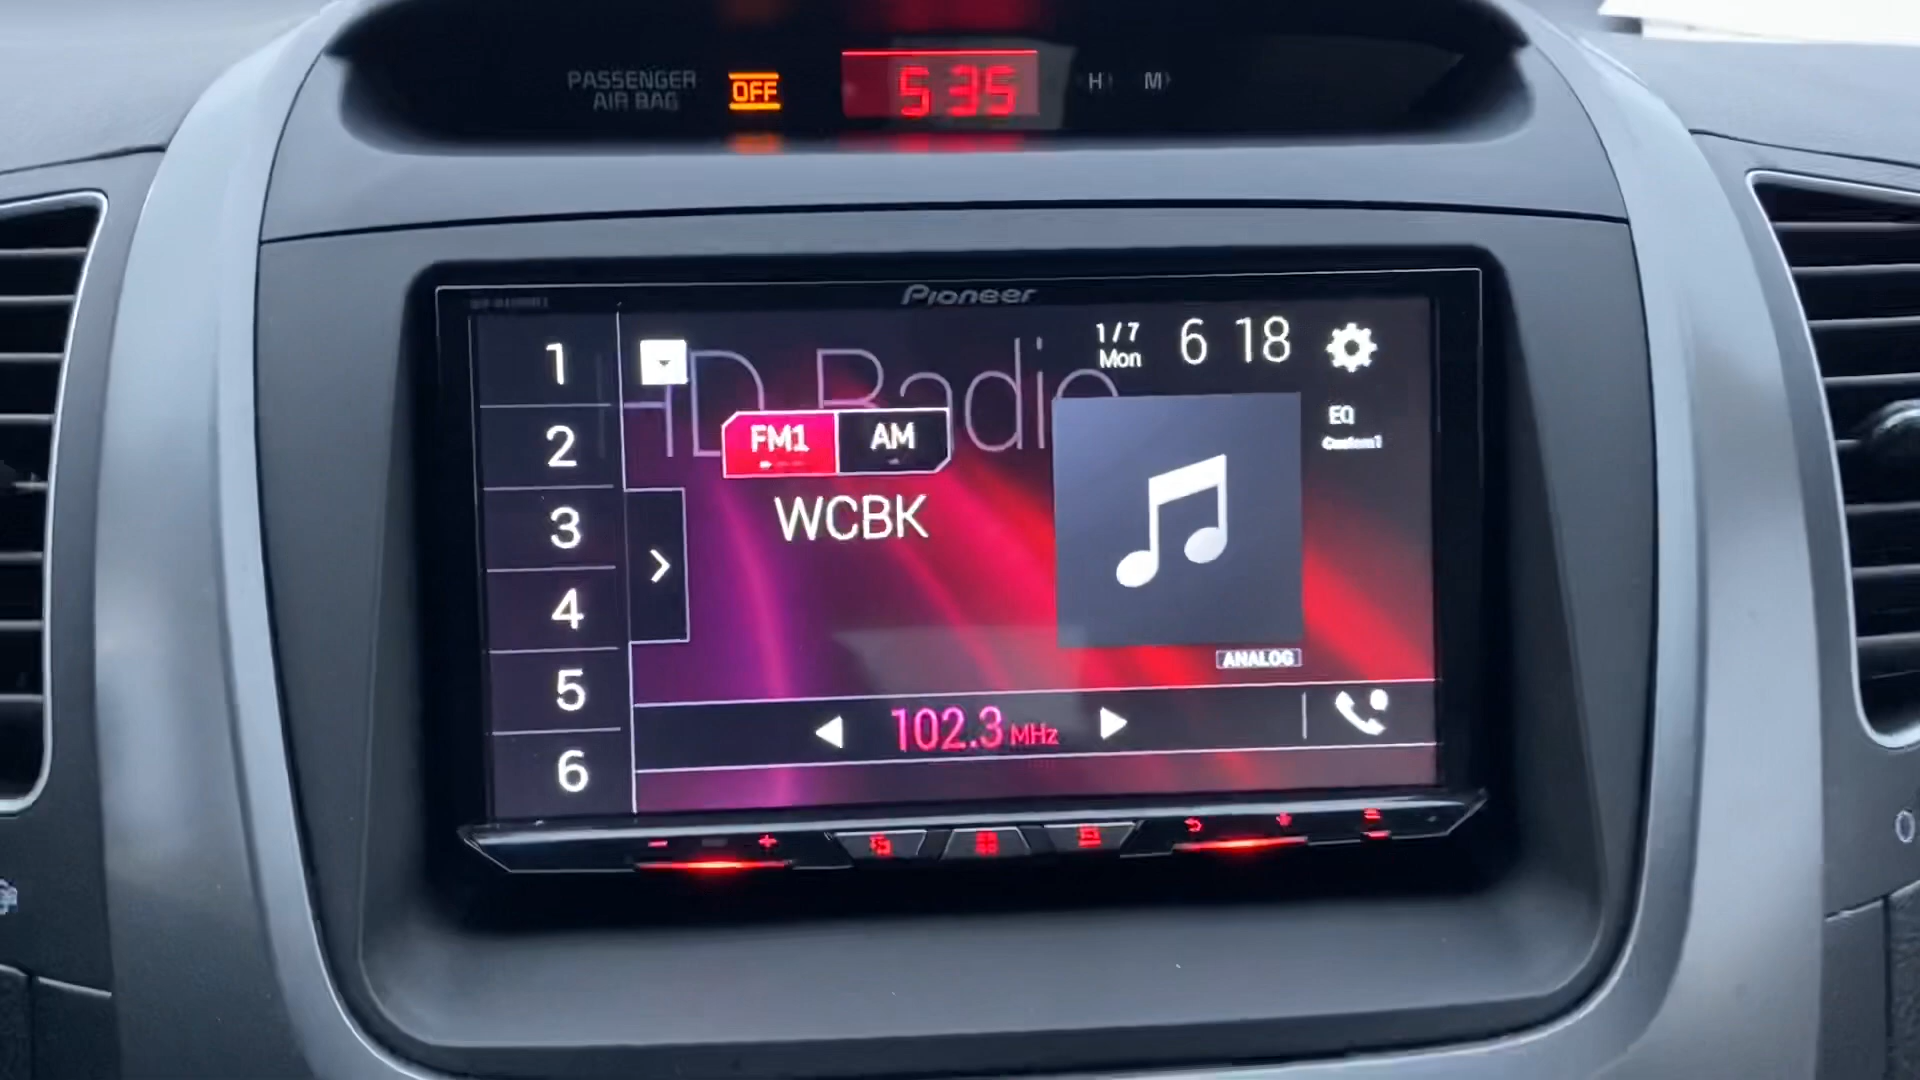 PASSENGER
AIR BAG
OFF
5 35
H
M
Pioneer
1
2
3
4
5
6
HD Radio
1/7
Mon
6 18
EQ
Custom1
FM1
AM
WCBK
ANALOG
102.3 MHz